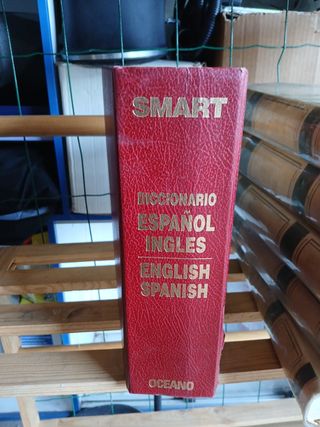 SMART
DICCIONARIO
ESPAÑOL
INGLES
ENGLISH
SPANISH
OCEANO